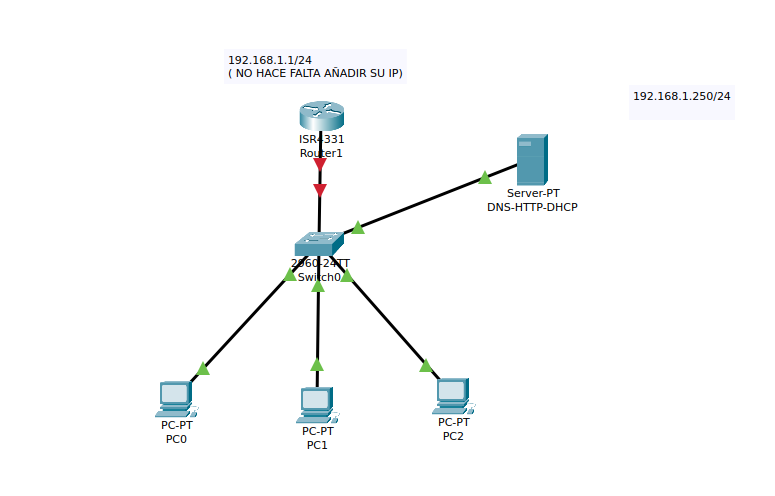 192.168.1.1/24
( NO HACE FALTA AÑADIR SU IP)
192.168.1.250/24
ISR4331
Router1
Server-PT
DNS-HTTP-DHCP
2960-24TT
Switch0
PC-PT
PC0
PC-PT
PC1
PC-PT
PC2